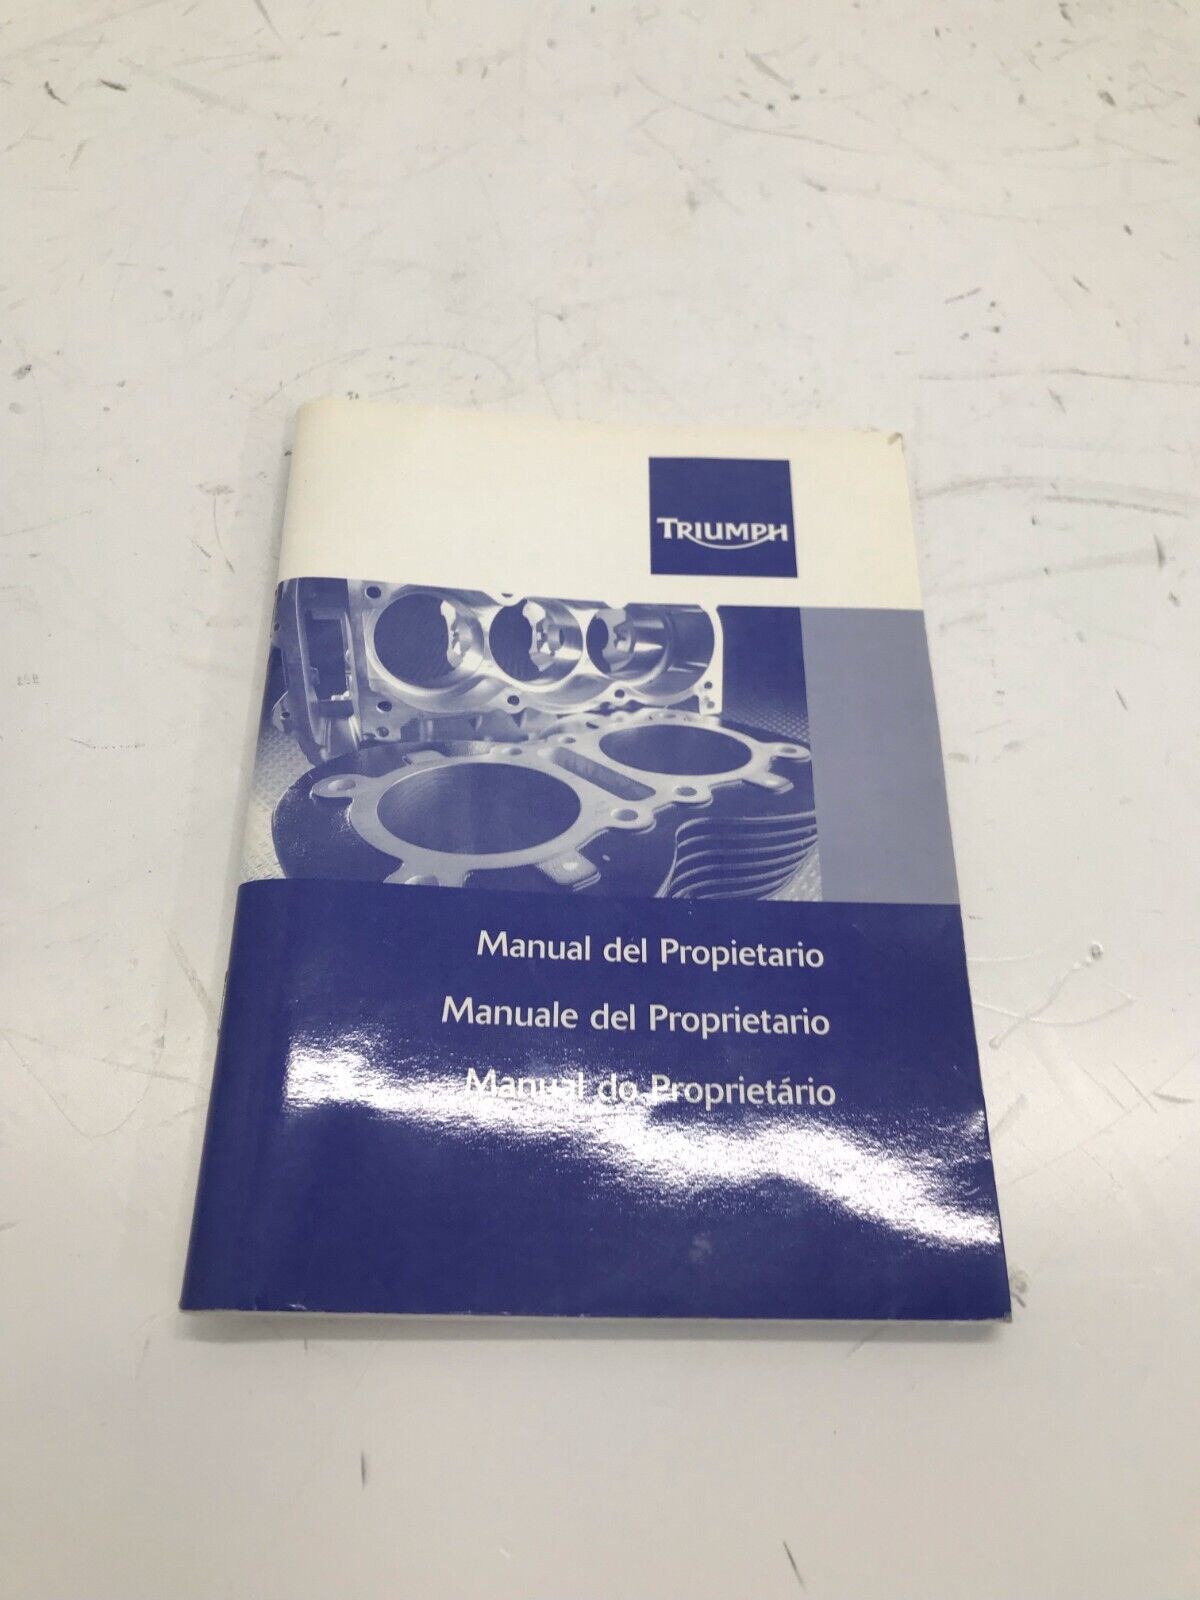 TRIUMPH
Manual del Propietario
Manuale del Proprietario
Manual do Proprietário